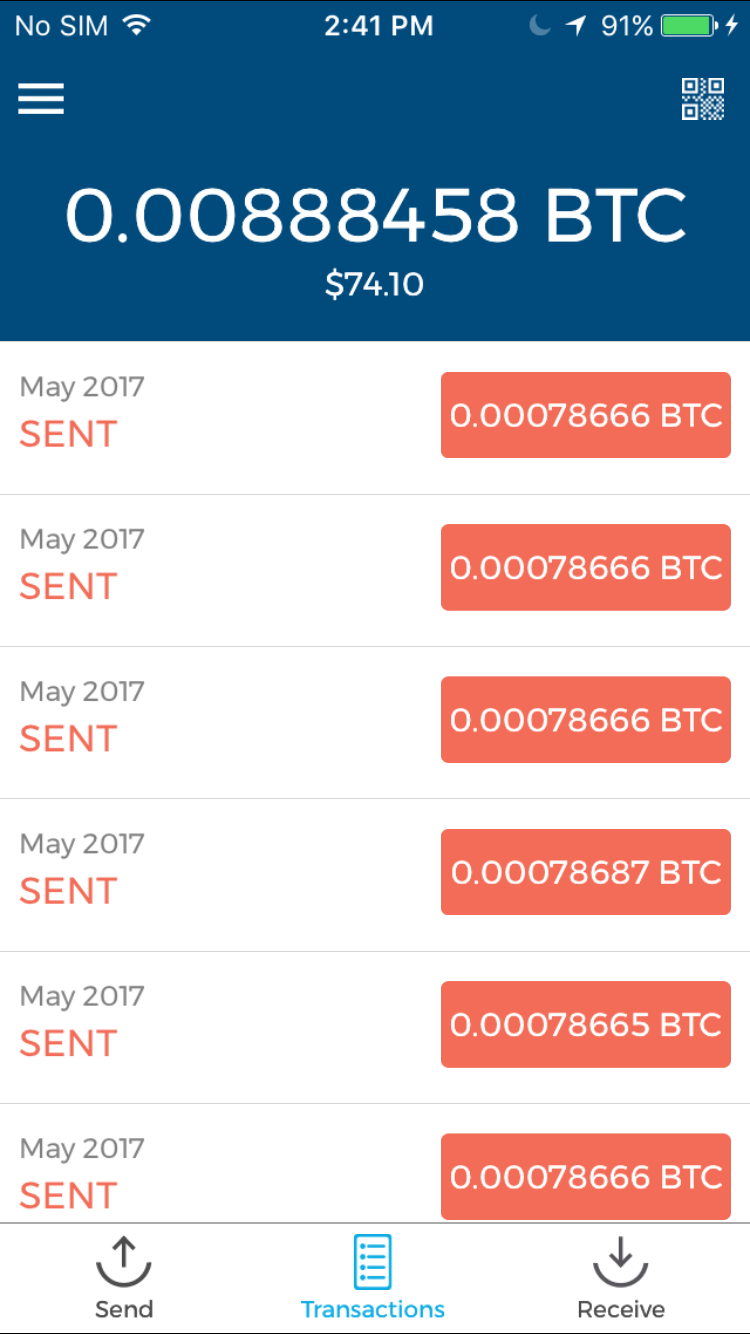 No SIM 2:41 PM 91%
0.00888458 BTC
$74.10
May 2017
SENT
0.00078666 BTC
May 2017
SENT
0.00078666 BTC
May 2017
SENT
0.00078666 BTC
May 2017
SENT
0.00078687 BTC
May 2017
SENT
0.00078665 BTC
May 2017
SENT
0.00078666 BTC
Send Transactions Receive